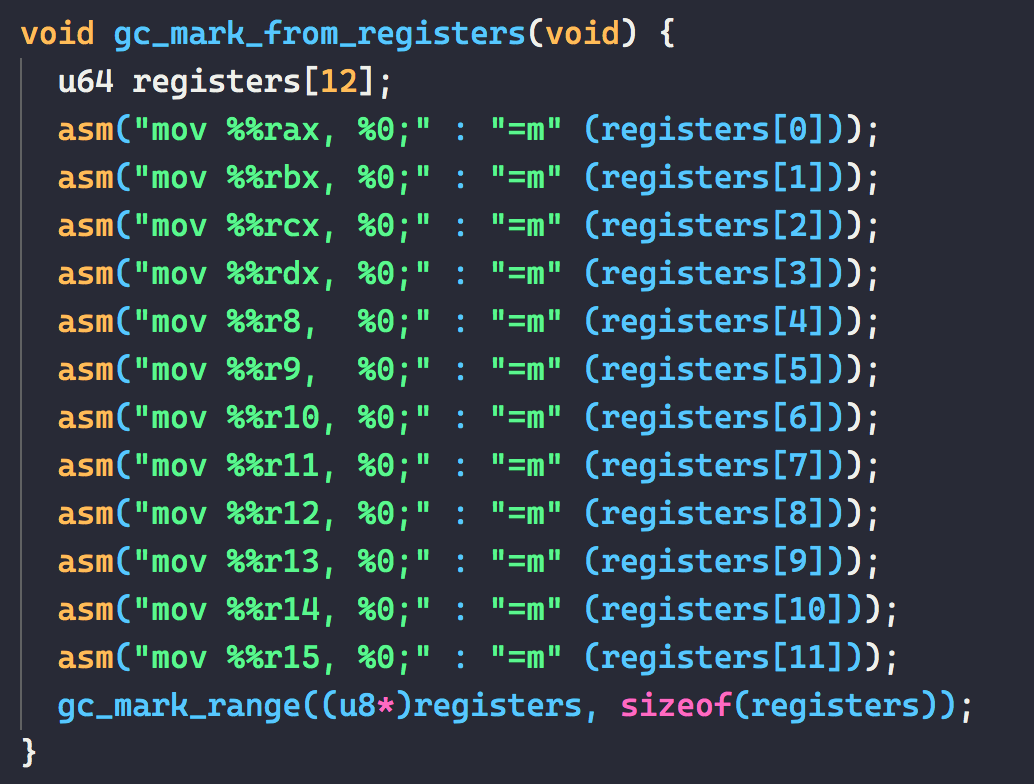 void gc_mark_from_registers(void) {
  u64 registers[12];
  asm("mov %%rax, %0;" : "=m" (registers[0]));
  asm("mov %%rbx, %0;" : "=m" (registers[1]));
  asm("mov %%rcx, %0;" : "=m" (registers[2]));
  asm("mov %%rdx, %0;" : "=m" (registers[3]));
  asm("mov %%r8,  %0;" : "=m" (registers[4]));
  asm("mov %%r9,  %0;" : "=m" (registers[5]));
  asm("mov %%r10, %0;" : "=m" (registers[6]));
  asm("mov %%r11, %0;" : "=m" (registers[7]));
  asm("mov %%r12, %0;" : "=m" (registers[8]));
  asm("mov %%r13, %0;" : "=m" (registers[9]));
  asm("mov %%r14, %0;" : "=m" (registers[10]));
  asm("mov %%r15, %0;" : "=m" (registers[11]));
  gc_mark_range((u8*)registers, sizeof(registers));
}